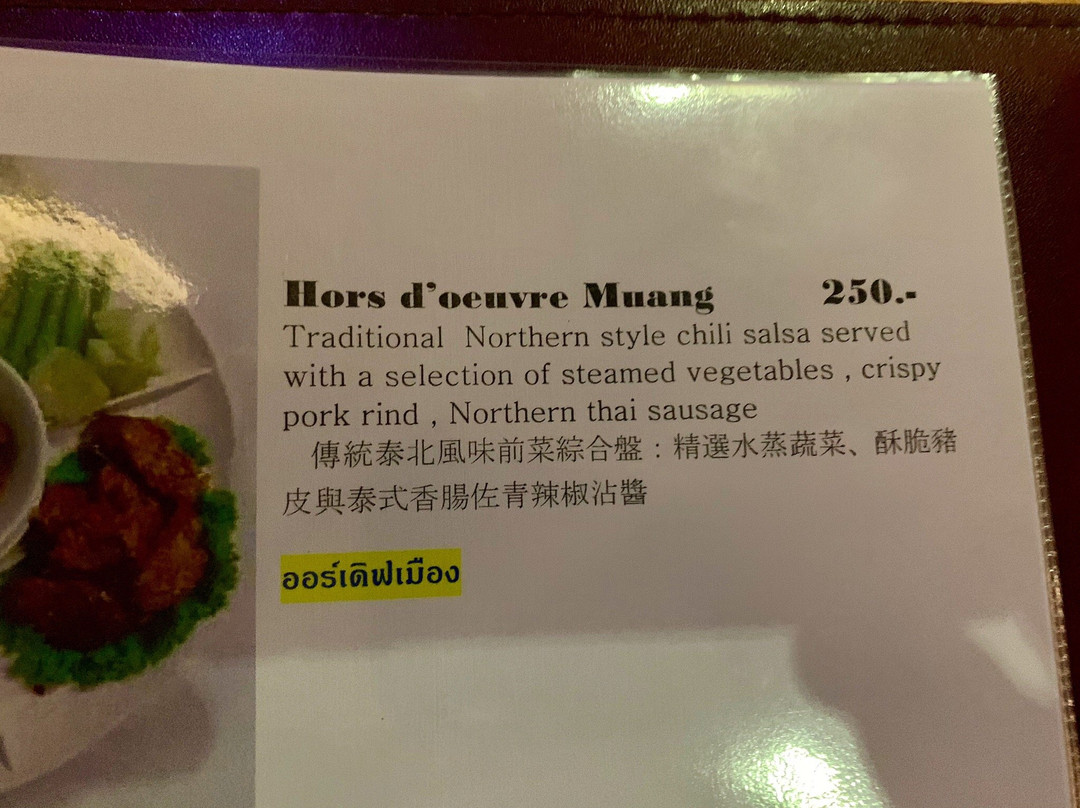 Hors d'oeuvre Muang 250.-
Traditional Northern style chili salsa served
with a selection of steamed vegetables , crispy
pork rind , Northern thai sausage
傳統泰北風味前菜綜合盤：精選水蒸蔬菜、酥脆豬
皮與泰式香腸佐青辣椒沾醬
ออร์เดิฟเมือง